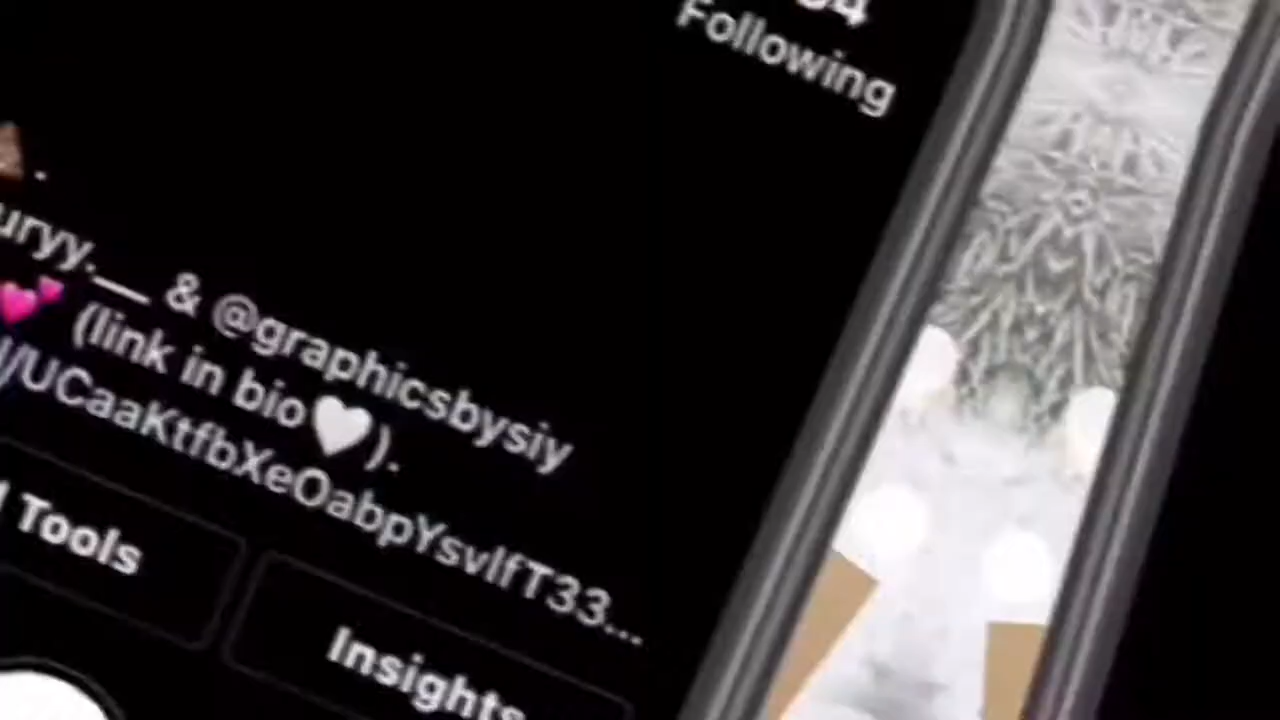 Following
uryy.__ & @graphicsbysiy
💕 (link in bio🤍).
/UCaaKtfbXeOabpYsvlfT33...
Tools
Insights